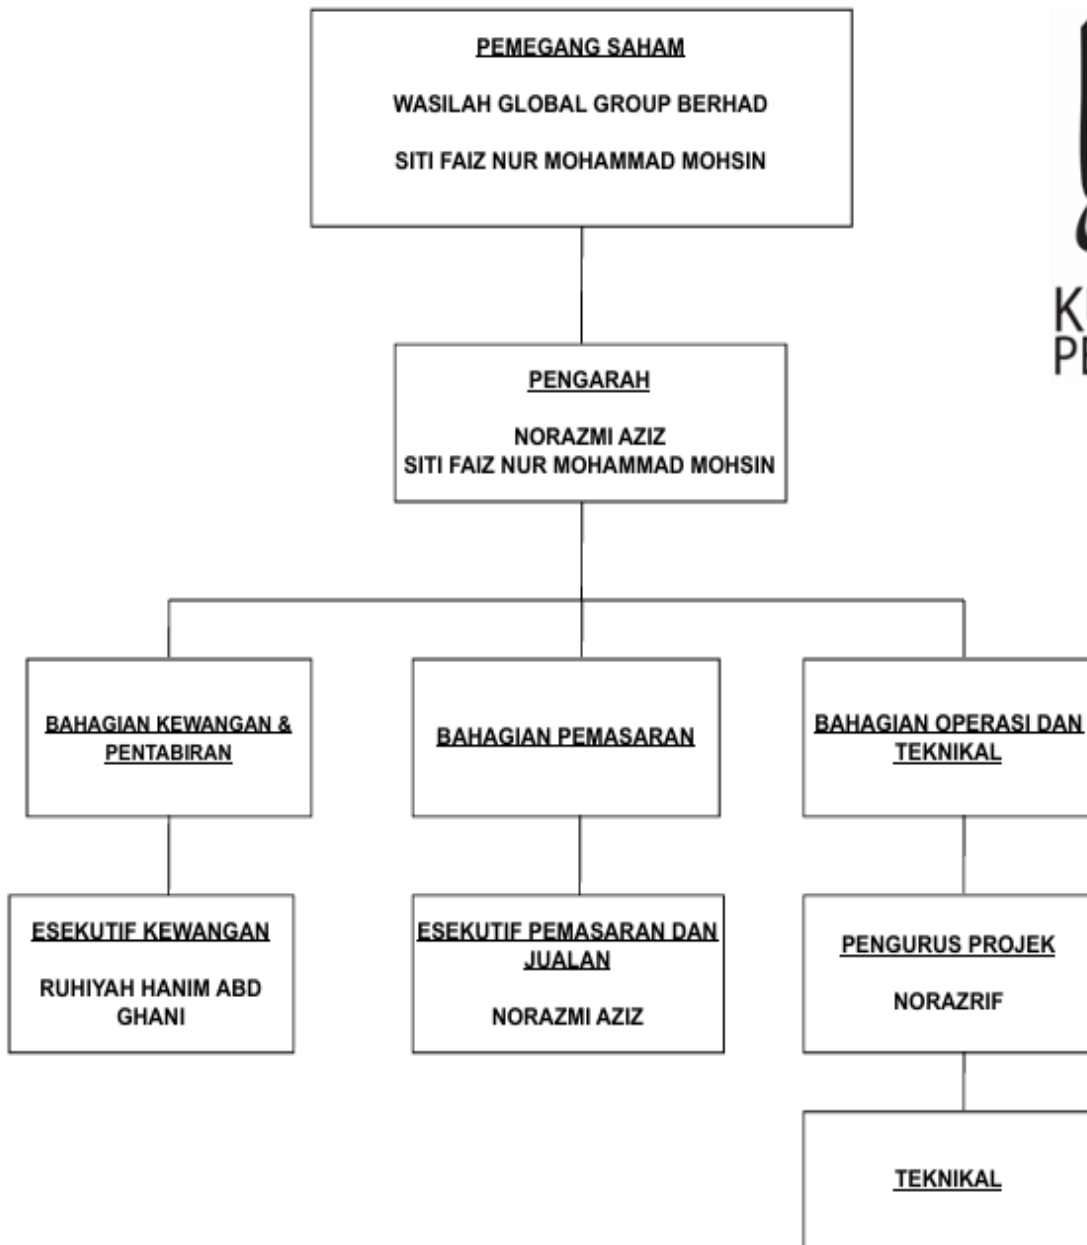 PEMEGANG SAHAM
WASILAH GLOBAL GROUP BERHAD
SITI FAIZ NUR MOHAMMAD MOHSIN
PENGARAH
NORAZMI AZIZ
SITI FAIZ NUR MOHAMMAD MOHSIN
BAHAGIAN KEWANGAN &
PENTABIRAN
BAHAGIAN PEMASARAN
BAHAGIAN OPERASI DAN
TEKNIKAL
ESEKUTIF KEWANGAN
RUHIYAH HANIM ABD
GHANI
ESEKUTIF PEMASARAN DAN
JUALAN
NORAZMI AZIZ
PENGURUS PROJEK
NORAZRIF
TEKNIKAL